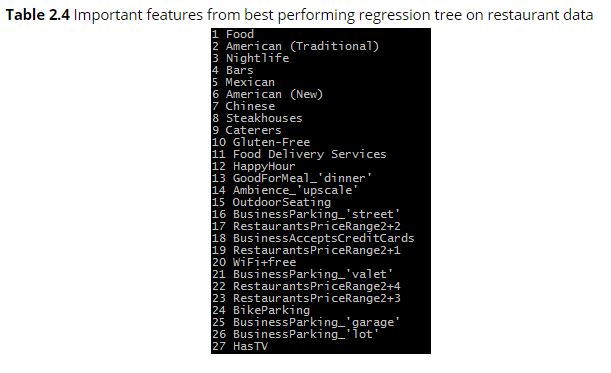 Table 2.4 Important features from best performing regression tree on restaurant data
1 Food
2 American (Traditional)
3 Nightlife
4 Bars
5 Mexican
6 American (New)
7 Chinese
8 Steakhouses
9 Caterers
10 Gluten-Free
11 Food Delivery Services
12 HappyHour
13 GoodForMeal_'dinner'
14 Ambience_'upscale'
15 OutdoorSeating
16 BusinessParking_'street'
17 RestaurantsPriceRange2+2
18 BusinessAcceptsCreditCards
19 RestaurantsPriceRange2+1
20 WiFi+free
21 BusinessParking_'valet'
22 RestaurantsPriceRange2+4
23 RestaurantsPriceRange2+3
24 BikeParking
25 BusinessParking_'garage'
26 BusinessParking_'lot'
27 HasTV